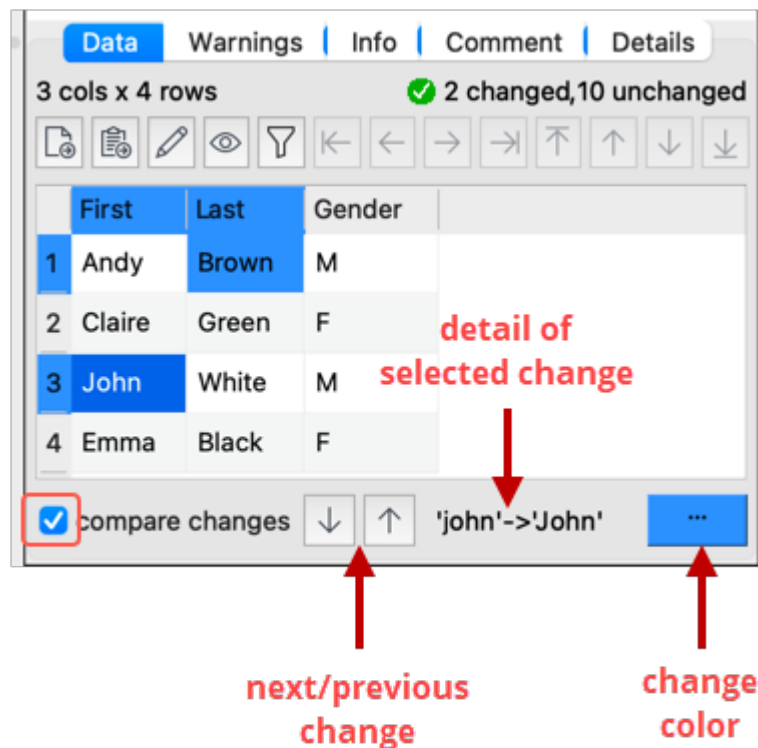 Data Warnings Info Comment Details
3 cols x 4 rows 2 changed,10 unchanged
First Last Gender
1 Andy Brown M
2 Claire Green F
3 John White M
4 Emma Black F
detail of
selected change
compare changes 'john'->'John' ...
next/previous
change
change
color